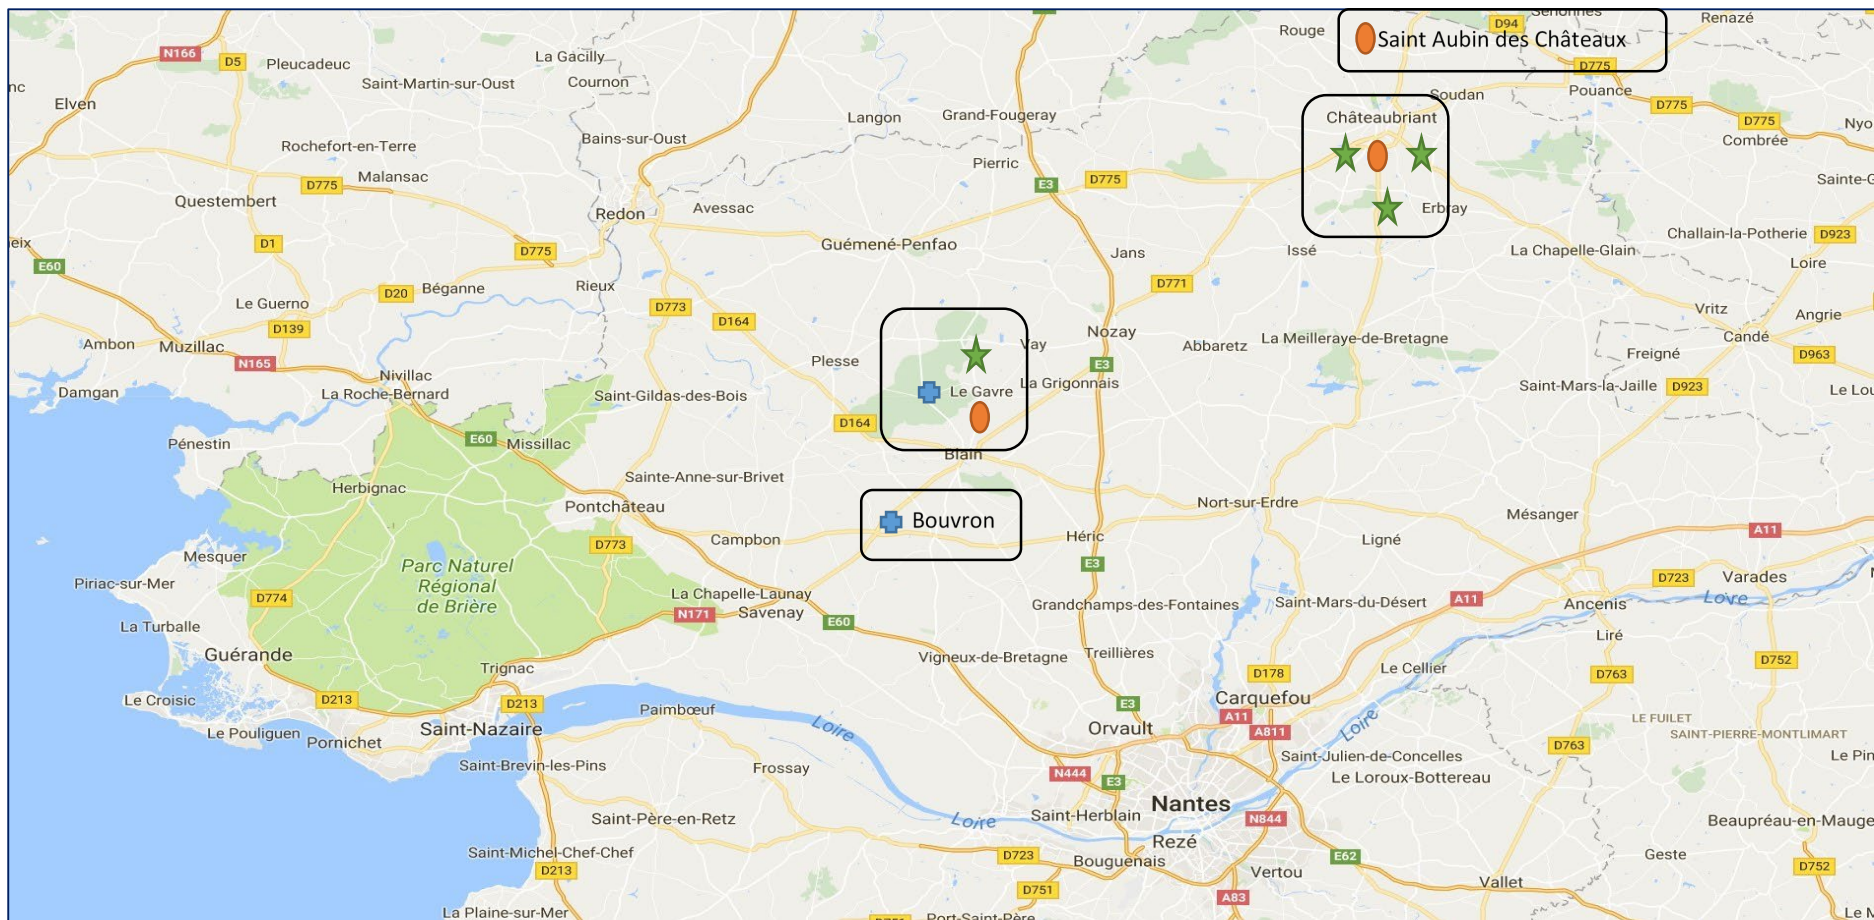 Senonnes
Renazé
N166
D5
Pleucadeuc
La Gacilly
Cournon
Rouge
D94
Saint Aubin des Châteaux
D775
Pouance
Saint-Martin-sur-Oust
Elven
Langon
Grand-Fougeray
Soudan
D775
D775
Châteaubriant
Combrée
Bains-sur-Oust
Rochefort-en-Terre
Malansac
D775
Pierric
E3
D775
Questembert
Redon
Avessac
Erbray
D1
D775
Guémené-Penfao
Jans
Issé
La Chapelle-Glain
Challain-la-Potherie
D923
Loire
E60
D20
Béganne
Rieux
D771
Le Guerno
D773
D164
D139
Vritz
Angrie
Ambon
Muzillac
Nozay
Vay
Abbaretz
La Meilleraye-de-Bretagne
Candé
Freigné
D963
N165
Plesse
E3
Nivillac
Damgan
La Roche-Bernard
Saint-Gildas-des-Bois
Le Gavre
La Grigonnais
Saint-Mars-la-Jaille
D923
D164
Pénestin
E60
Missillac
Blain
Sainte-Anne-sur-Brivet
Herbignac
Pontchâteau
Nort-sur-Erdre
Mésanger
Bouvron
A11
Campbon
D773
Héric
Ligné
Mesquer
Parc Naturel
Régional
de Brière
E3
Piriac-sur-Mer
D774
La Chapelle-Launay
Savenay
N171
E60
Grandchamps-des-Fontaines
Saint-Mars-du-Désert
A11
D723
Varades
Ancenis
Loire
La Turballe
Liré
Guérande
Trignac
Vigneux-de-Bretagne
Treillières
Le Cellier
D178
D763
D752
Le Croisic
D213
D213
Paimbœuf
Carquefou
E3
A11
Loire
Saint-Nazaire
Le Pouliguen
Pornichet
Loire
Orvault
A811
LE FUILET
SAINT-PIERRE-MONTLIMART
D763
Saint-Brevin-les-Pins
Frossay
N444
E3
Saint-Julien-de-Concelles
Le Loroux-Bottereau
Nantes
Saint-Père-en-Retz
Loire
Saint-Herblain
N844
Rezé
Saint-Michel-Chef-Chef
D213
D723
Bouguenais
E62
Geste
D752
Vertou
D751
A83
Vallet
La Plaine-sur-Mer
Port-Saint-Père